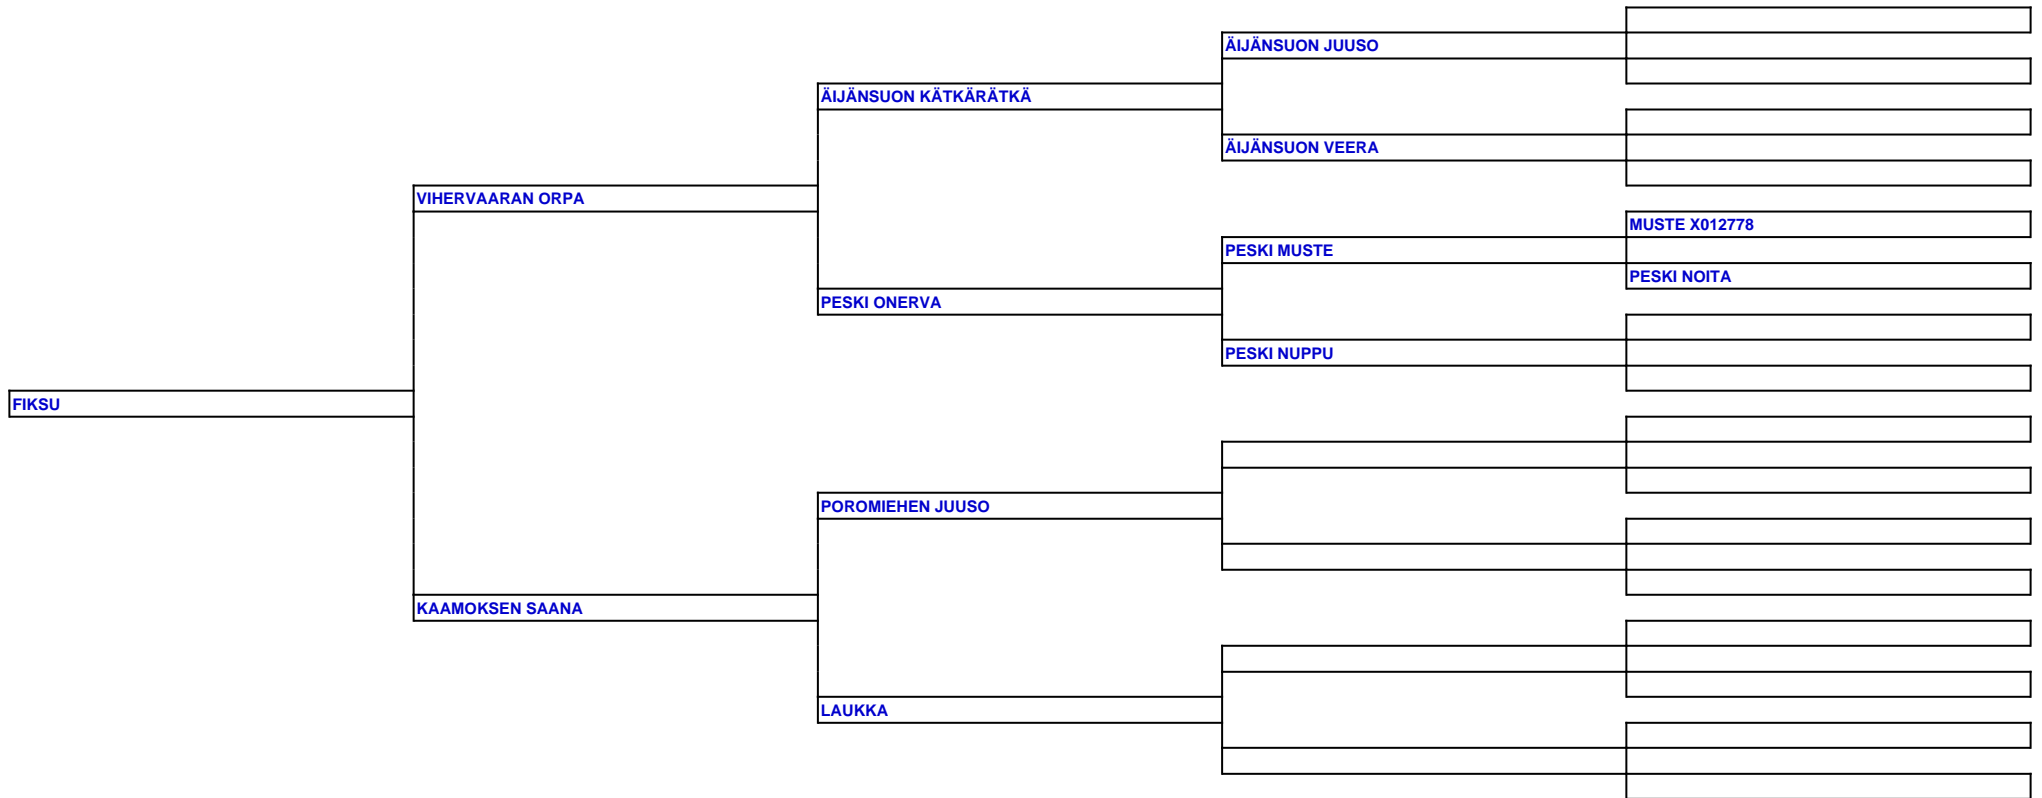 ÄIJÄNSUON JUUSO
ÄIJÄNSUON KÄTKÄRÄTKÄ
ÄIJÄNSUON VEERA
VIHERVAARAN ORPA
MUSTE X012778
PESKI MUSTE
PESKI NOITA
PESKI ONERVA
PESKI NUPPU
FIKSU
POROMIEHEN JUUSO
KAAMOKSEN SAANA
LAUKKA